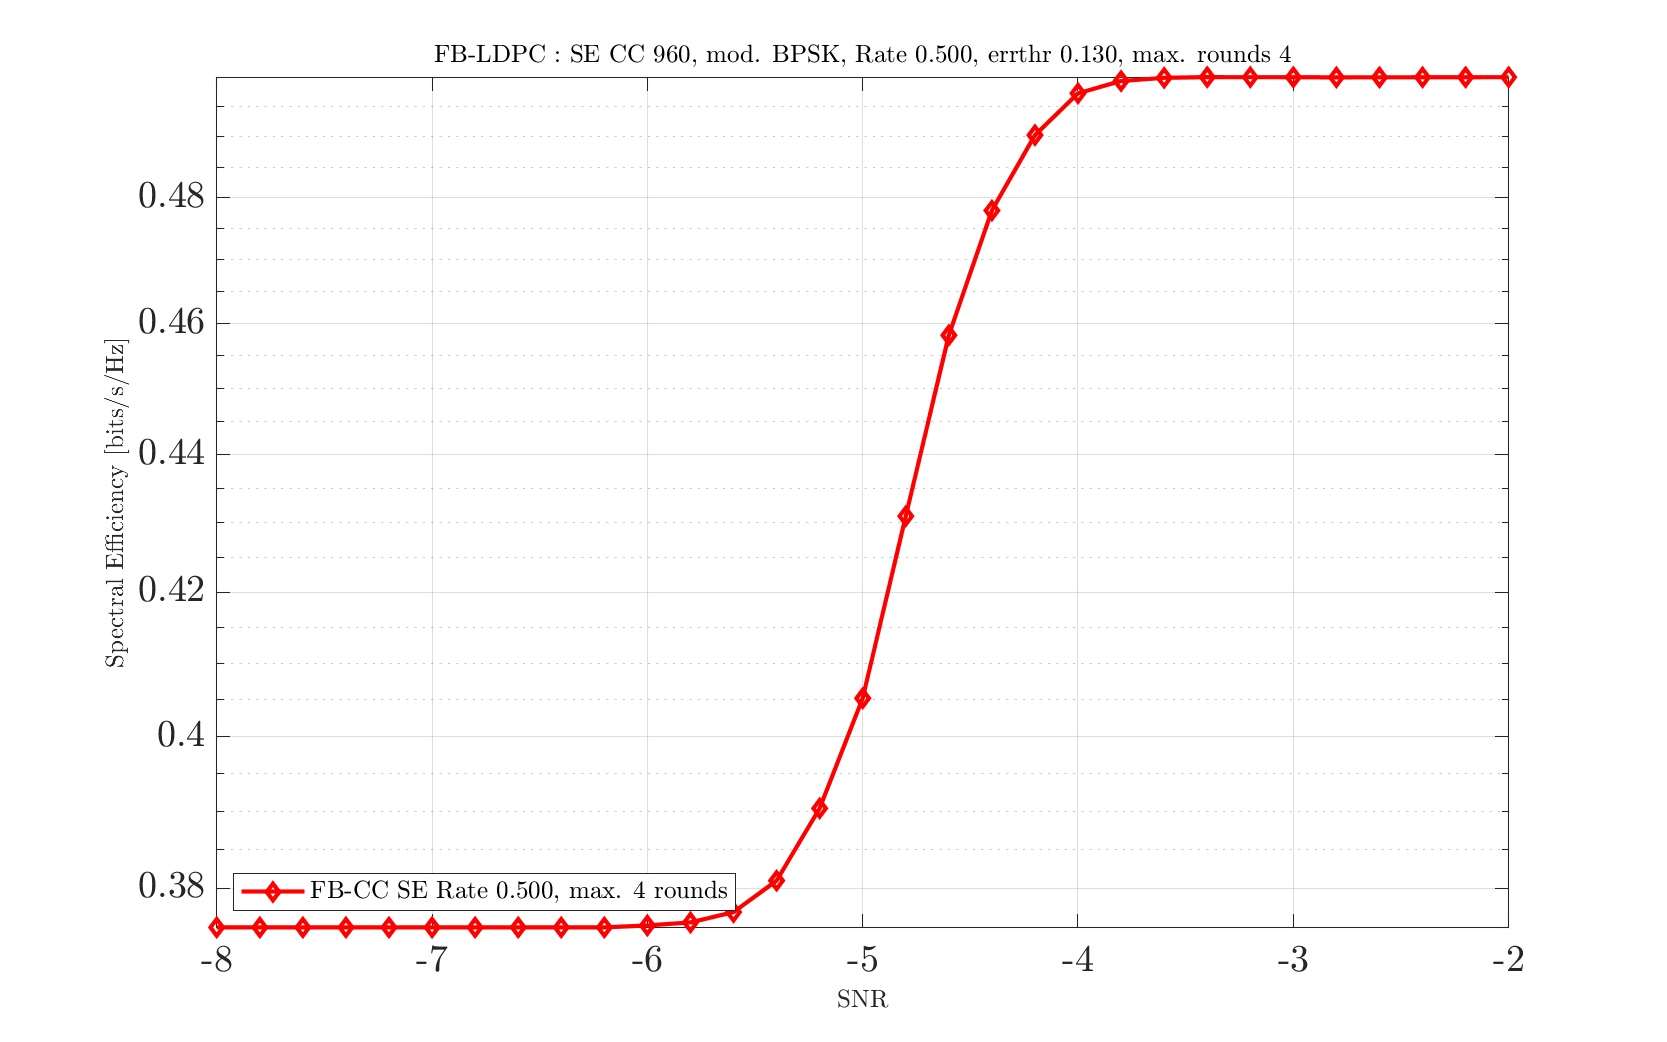 FB-LDPC : SE CC 960, mod. BPSK, Rate 0.500, errthr 0.130, max. rounds 4
0.48
0.46
0.44
0.42
0.4
0.38
Spectral Efficiency [bits/s/Hz]
FB-CC SE Rate 0.500, max. 4 rounds
-8 -7 -6 -5 -4 -3 -2
SNR